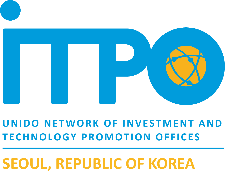 iTPO
UNIDO NETWORK OF INVESTMENT AND
TECHNOLOGY PROMOTION OFFICES
SEOUL, REPUBLIC OF KOREA